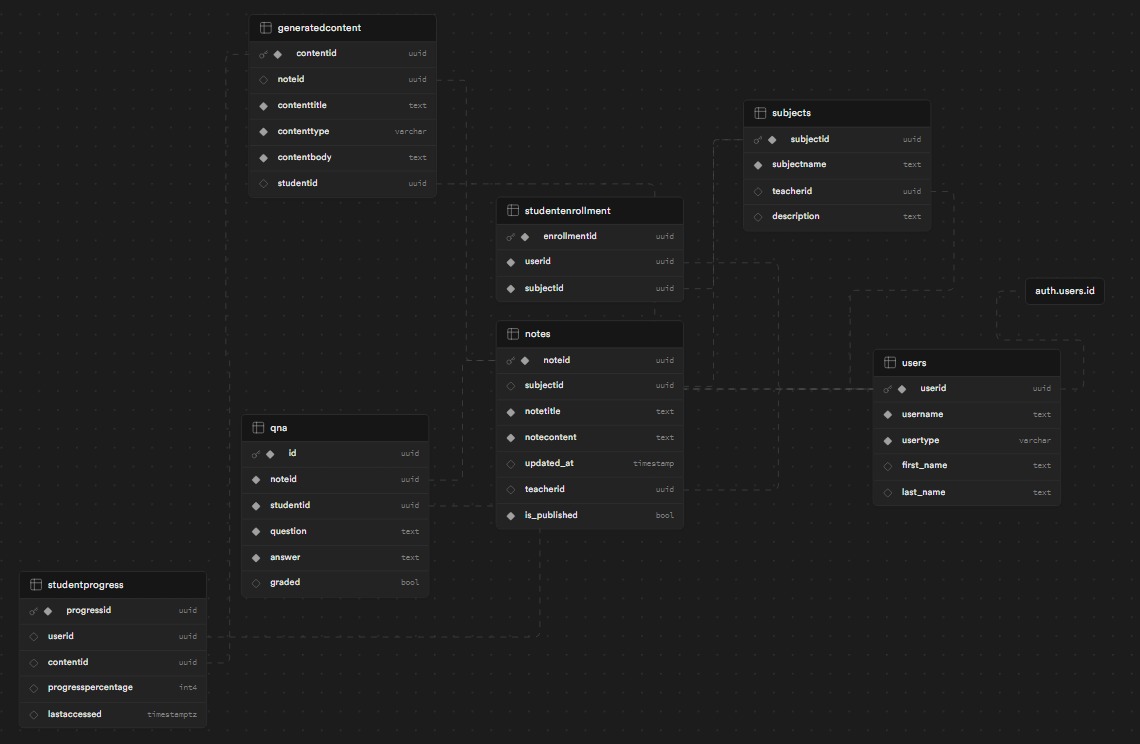 generatedcontent
contentid uuid
noteid uuid
contenttitle text
contenttype varchar
contentbody text
studentid uuid
subjects
subjectid uuid
subjectname text
teacherid uuid
description text
studentenrollment
enrollmentid uuid
userid uuid
subjectid uuid
auth.users.id
notes
noteid uuid
subjectid uuid
notetitle text
notecontent text
updated_at timestamp
teacherid uuid
is_published bool
users
userid uuid
username text
usertype varchar
first_name text
last_name text
qna
id uuid
noteid uuid
studentid uuid
question text
answer text
graded bool
studentprogress
progressid uuid
userid uuid
contentid uuid
progresspercentage int4
lastaccessed timestamptz